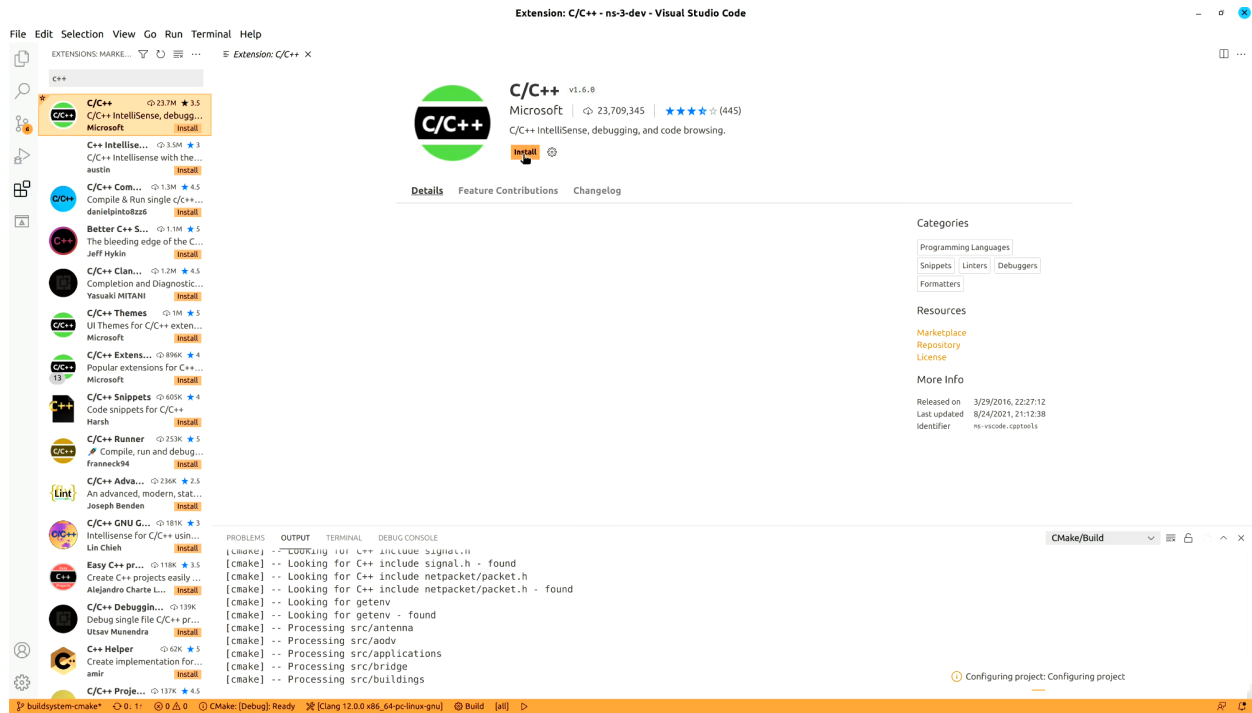 Extension: C/C++ - ns-3-dev - Visual Studio Code
File Edit Selection View Go Run Terminal Help
EXTENSIONS: MARKE... ···
Extension: C/C++ ×
c++
C/C++ 23.7M ★ 3.5
C/C++ IntelliSense, debugg...
Microsoft Install
C++ Intellise... 3.5M ★ 3
C/C++ Intellisense with the...
austin Install
C/C++ Com... 1.3M ★ 4.5
Compile & Run single c/c++...
danielpinto8zz6 Install
Better C++ S... 1.1M ★ 5
The bleeding edge of the C...
Jeff Hykin Install
C/C++ Clan... 1.2M ★ 4.5
Completion and Diagnostic...
Yasuaki MITANI Install
C/C++ Themes 1M ★ 5
UI Themes for C/C++ exten...
Microsoft Install
C/C++ Extens... 896K ★ 4
Popular extensions for C++...
13 Microsoft Install
C/C++ Snippets 605K ★ 4
Code snippets for C/C++
Harsh Install
C/C++ Runner 253K ★ 5
Compile, run and debug...
franneck94 Install
C/C++ Adva... 236K ★ 2.5
An advanced, modern, stat...
Joseph Benden Install
C/C++ GNU G... 181K ★ 3
Intellisense for C/C++ usin...
Lin Chieh Install
Easy C++ pr... 118K ★ 3.5
Create C++ projects easily ...
Alejandro Charte L... Install
C/C++ Debuggin... 139K
Debug single file C/C++ pr...
Utsav Munendra Install
C++ Helper 62K ★ 5
Create implementation for...
amir Install
C/C++ Proje... 137K ★ 4.5
C/C++
C/C++ v1.6.0
Microsoft 23,709,345 (445)
C/C++ IntelliSense, debugging, and code browsing.
Install
Details Feature Contributions Changelog
Categories
Programming Languages
Snippets Linters Debuggers
Formatters
Resources
Marketplace
Repository
License
More Info
Released on 3/29/2016, 22:27:12
Last updated 8/24/2021, 21:12:38
Identifier ms-vscode.cpptools
PROBLEMS OUTPUT TERMINAL DEBUG CONSOLE CMake/Build
[cmake] -- Looking for C++ include signal.h
[cmake] -- Looking for C++ include signal.h - found
[cmake] -- Looking for C++ include netpacket/packet.h
[cmake] -- Looking for C++ include netpacket/packet.h - found
[cmake] -- Looking for getenv
[cmake] -- Looking for getenv - found
[cmake] -- Processing src/antenna
[cmake] -- Processing src/aodv
[cmake] -- Processing src/applications
[cmake] -- Processing src/bridge
[cmake] -- Processing src/buildings
Configuring project: Configuring project
buildsystem-cmake* 0↓ 1↑ 0 0 CMake: [Debug]: Ready [Clang 12.0.0 x86_64-pc-linux-gnu] Build [all]